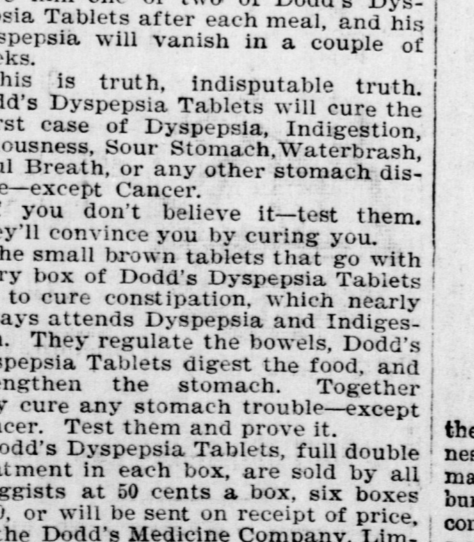 sia Tablets after each meal, and his
spepsia will vanish in a couple of
eks.
his is truth, indisputable truth.
dd's Dyspepsia Tablets will cure the
rst case of Dyspepsia, Indigestion,
ousness, Sour Stomach, Waterbrash,
ul Breath, or any other stomach dis-
e—except Cancer.
you don't believe it—test them.
ey'll convince you by curing you.
he small brown tablets that go with
ry box of Dodd's Dyspepsia Tablets
to cure constipation, which nearly
ays attends Dyspepsia and Indiges-
n. They regulate the bowels, Dodd's
spepsia Tablets digest the food, and
engthen the stomach. Together
y cure any stomach trouble—except
ncer. Test them and prove it.
odd's Dyspepsia Tablets, full double
atment in each box, are sold by all
ggists at 50 cents a box, six boxes
0, or will be sent on receipt of price,
the Dodd's Medicine Company, Lim-
the
nes
ma
bur
con